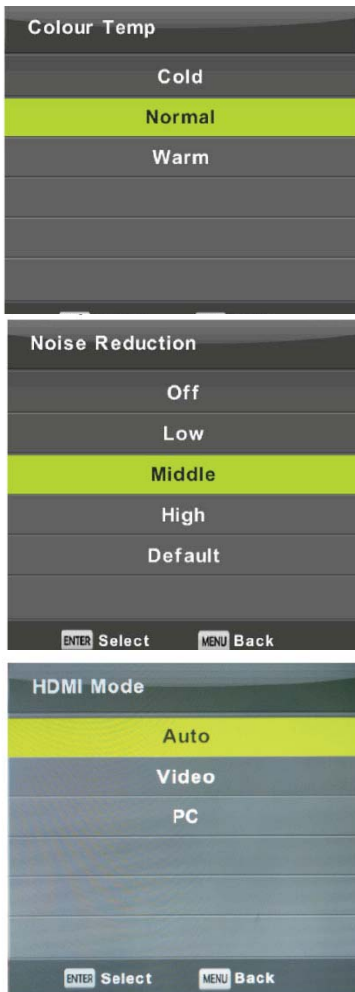 Colour Temp
Cold
Normal
Warm
Noise Reduction
Off
Low
Middle
High
Default
ENTER Select MENU Back
HDMI Mode
Auto
Video
PC
ENTER Select MENU Back